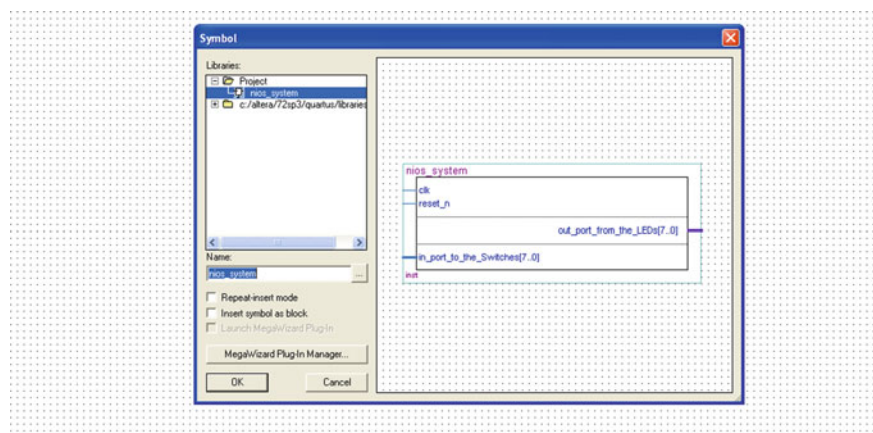 Symbol
Libraries:
Project
nios_system
c:/altera/72sp3/quartus/libraries
Name:
nios_system
...
Repeat-insert mode
Insert symbol as block
Launch MegaWizard Plug-In
MegaWizard Plug-In Manager...
OK
Cancel
nios_system
clk
reset_n
out_port_from_the_LEDs[7..0]
in_port_to_the_Switches[7..0]
inst